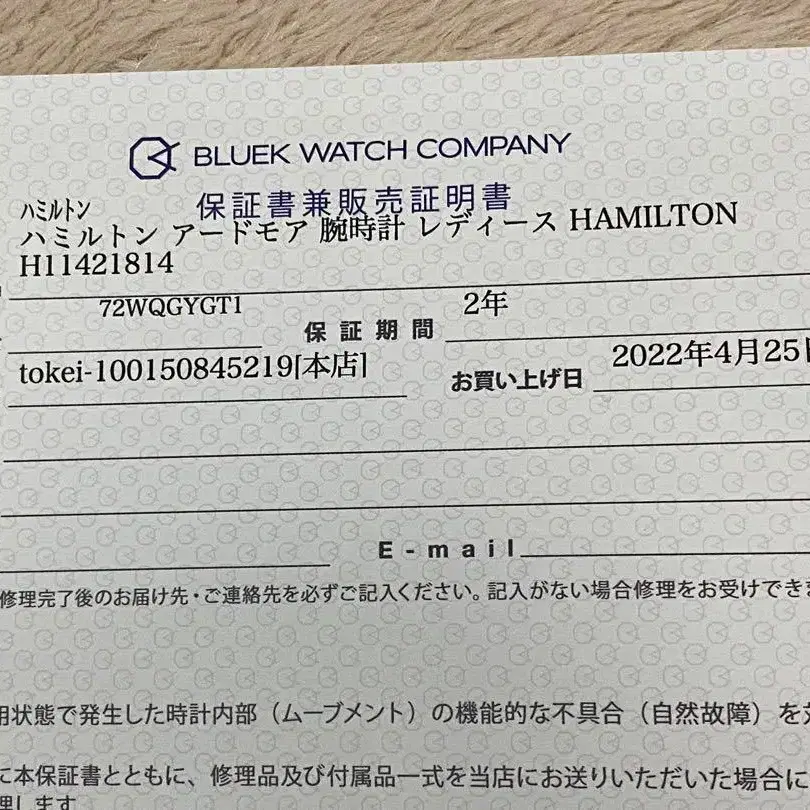 BLUEK WATCH COMPANY
保証書兼販売証明書
ハミルトン
ハミルトン アードモア 腕時計 レディース HAMILTON
H11421814
72WQGYGT1
保証期間
2年
tokei-100150845219[本店]
お買い上げ日
2022年4月25日
E-mail
修理完了後のお届け先・ご連絡先を必ずご記入ください。記入がない場合修理をお受けでき
用状態で発生した時計内部（ムーブメント）の機能的な不具合（自然故障）を
に本保証書とともに、修理品及び付属品一式を当店にお送りいただいた場合に
理します